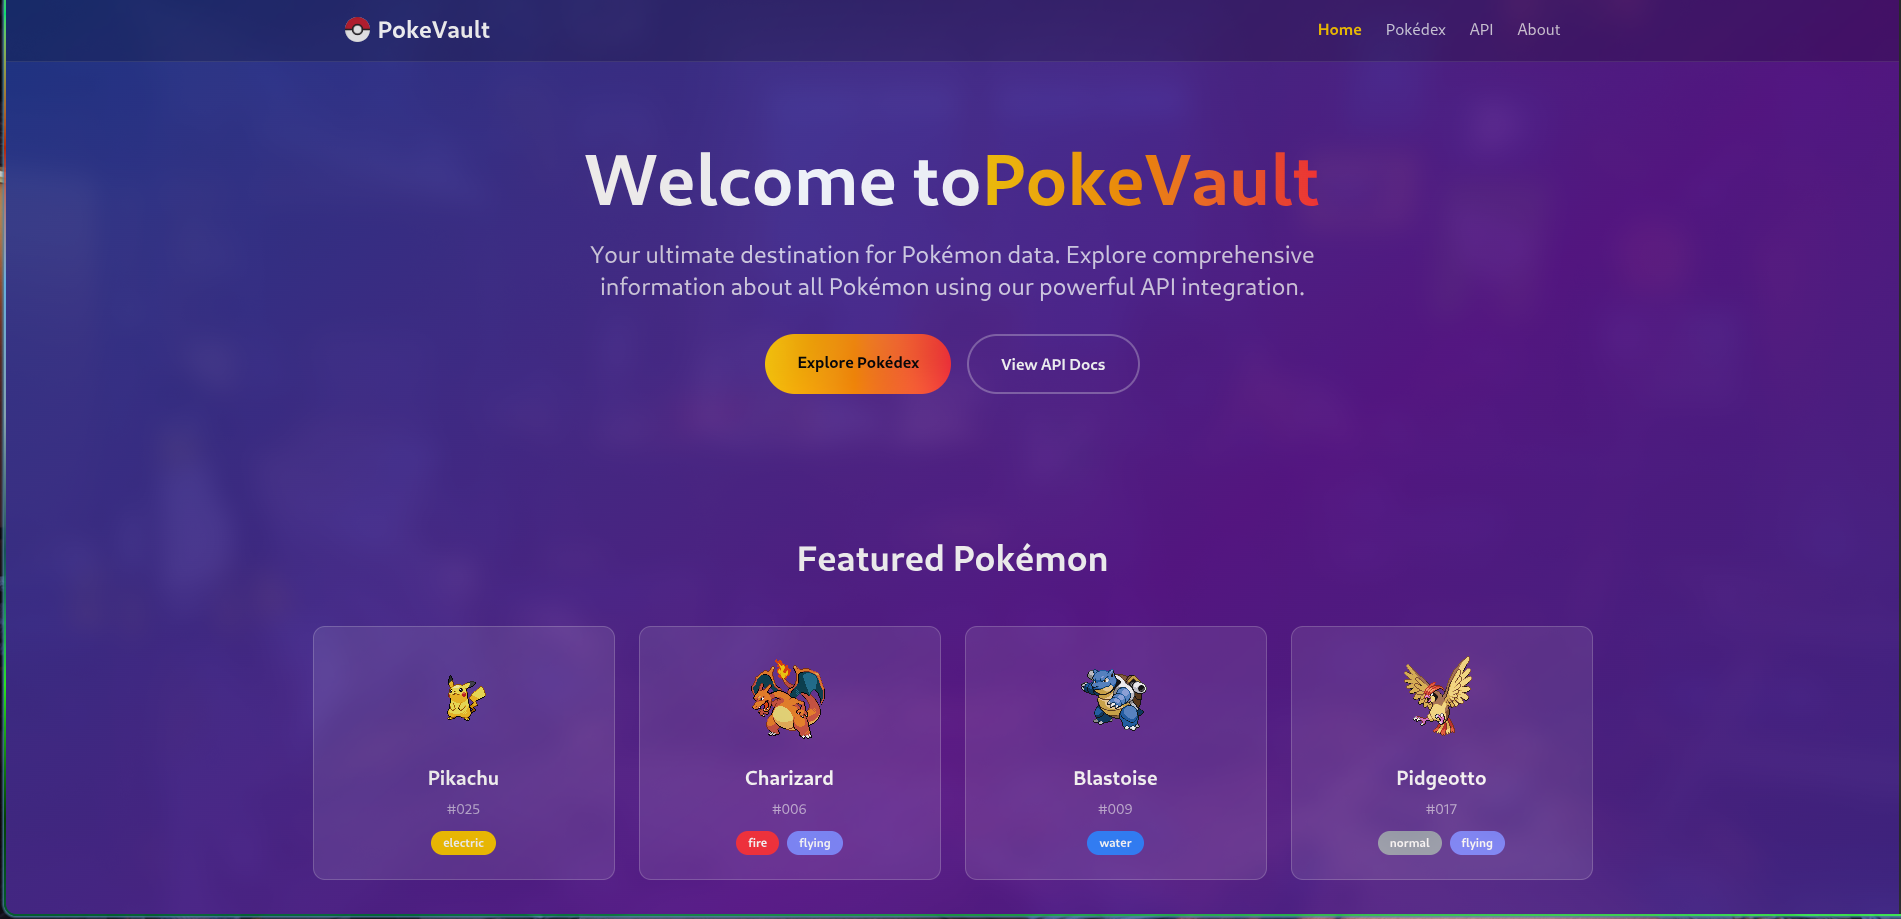 PokeVault
Home Pokédex API About
Welcome toPokeVault
Your ultimate destination for Pokémon data. Explore comprehensive
information about all Pokémon using our powerful API integration.
Explore Pokédex
View API Docs
Featured Pokémon
Pikachu
#025
electric
Charizard
#006
fire flying
Blastoise
#009
water
Pidgeotto
#017
normal flying